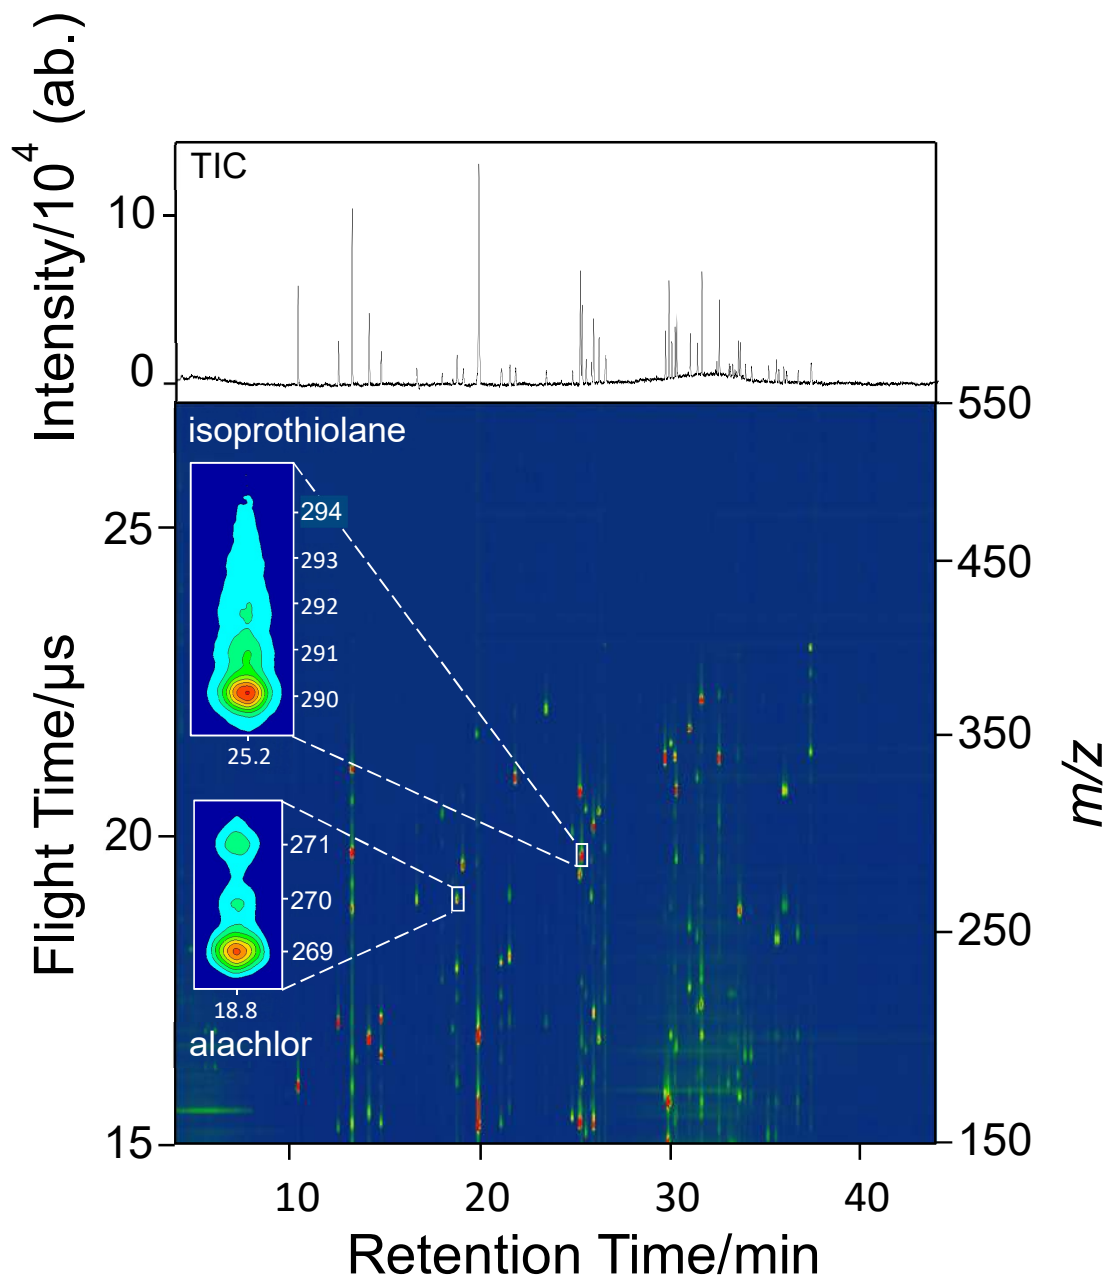 Intensity/10⁴ (ab.)
TIC
10
0
isoprothiolane
294
293
292
291
290
25.2
271
270
269
18.8
alachlor
Flight Time/µs
25
20
15
550
450
350
250
150
m/z
10 20 30 40
Retention Time/min